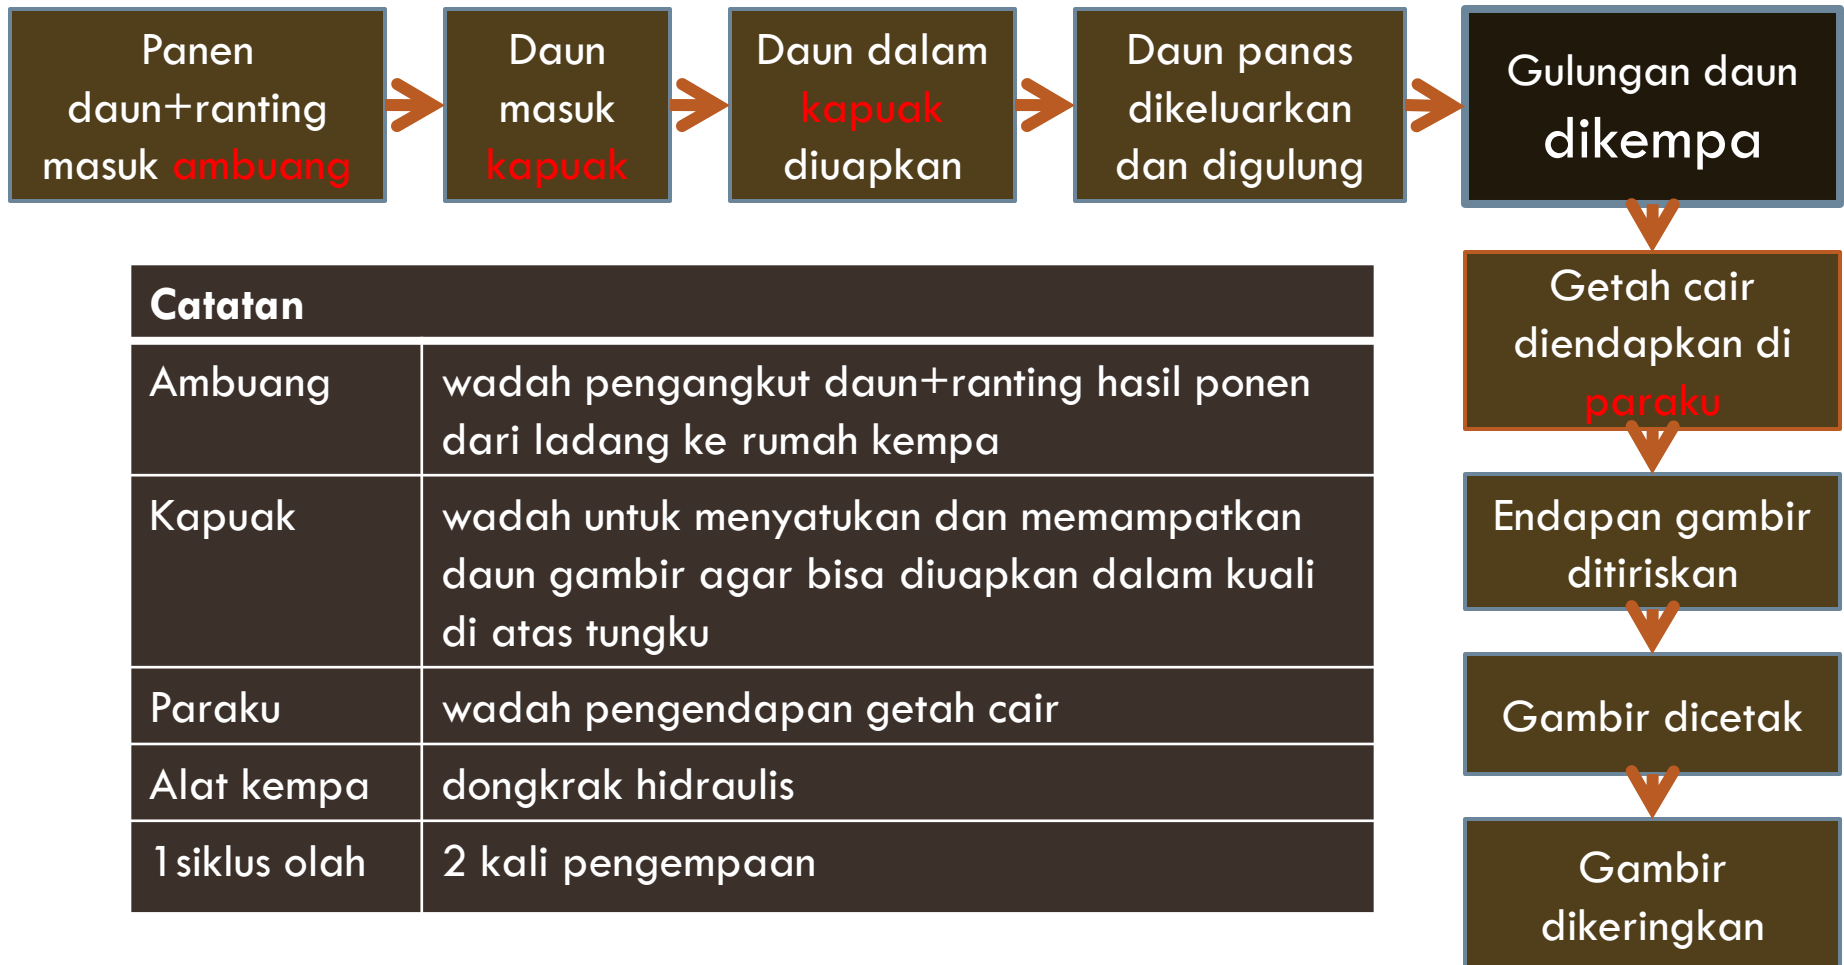 Panen
daun+ranting
masuk ambuang
Daun
masuk
kapuak
Daun dalam
kapuak
diuapkan
Daun panas
dikeluarkan
dan digulung
Gulungan daun
dikempa
Getah cair
diendapkan di
paraku
Endapan gambir
ditiriskan
Gambir dicetak
Gambir
dikeringkan
Catatan
Ambuang
wadah pengangkut daun+ranting hasil ponen
dari ladang ke rumah kempa
Kapuak
wadah untuk menyatukan dan memampatkan
daun gambir agar bisa diuapkan dalam kuali
di atas tungku
Paraku
wadah pengendapan getah cair
Alat kempa
dongkrak hidraulis
1siklus olah
2 kali pengempaan